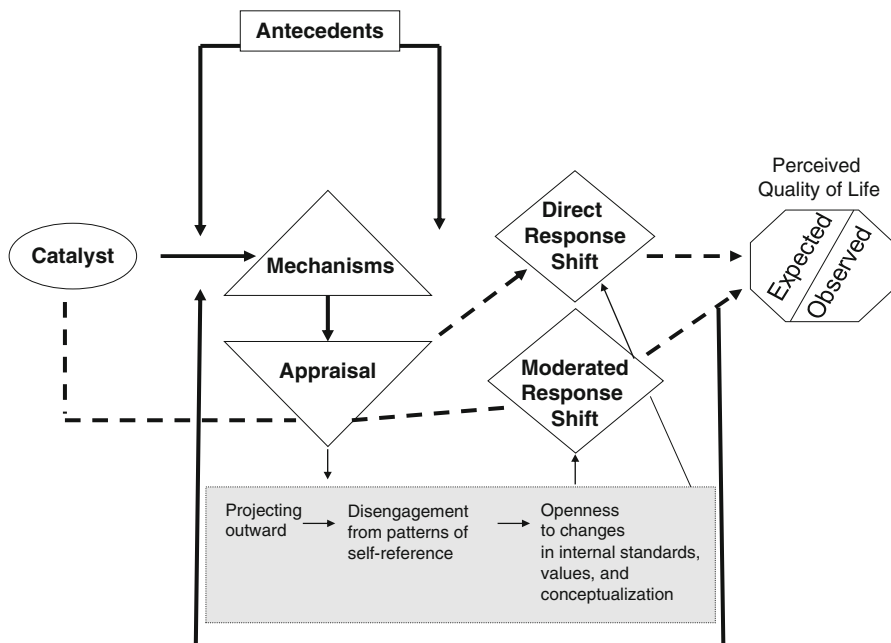 Antecedents
Perceived
Quality of Life
Catalyst
Mechanisms
Direct
Response
Shift
Expected
Observed
Appraisal
Moderated
Response
Shift
Projecting
outward
Disengagement
from patterns of
self-reference
Openness
to changes
in internal standards,
values, and
conceptualization